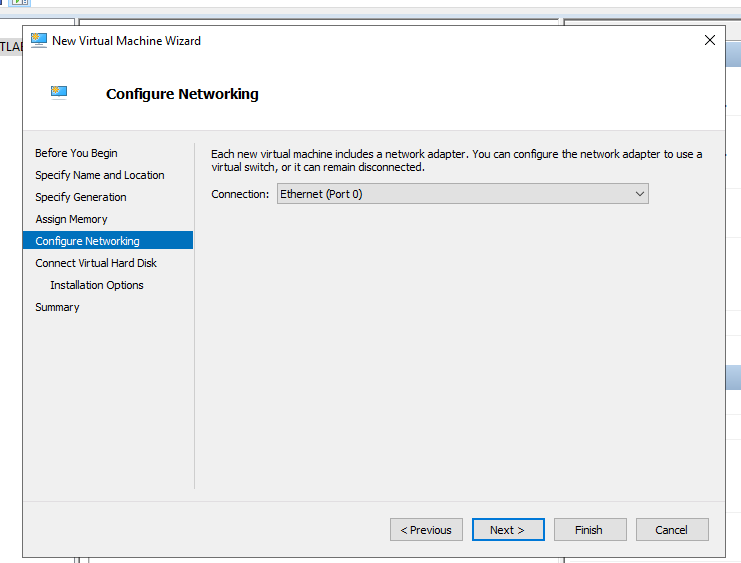 New Virtual Machine Wizard
Configure Networking
Before You Begin
Specify Name and Location
Specify Generation
Assign Memory
Configure Networking
Connect Virtual Hard Disk
Installation Options
Summary
Each new virtual machine includes a network adapter. You can configure the network adapter to use a
virtual switch, or it can remain disconnected.
Connection: Ethernet (Port 0)
< Previous Next > Finish Cancel